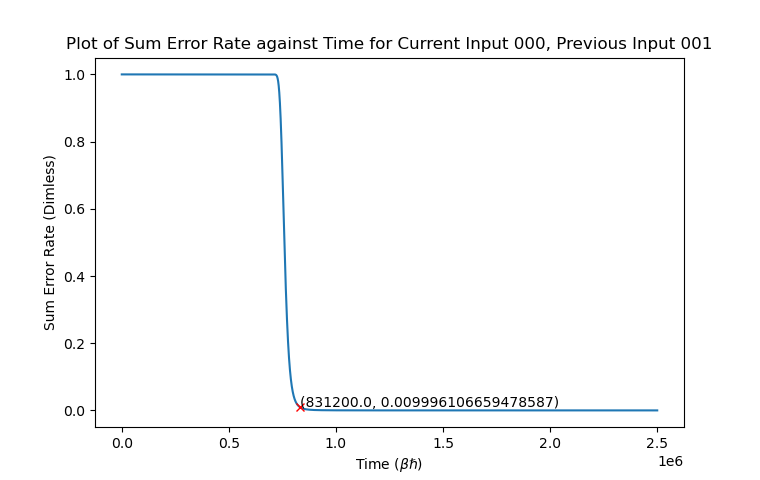 Plot of Sum Error Rate against Time for Current Input 000, Previous Input 001
1.0
0.8
0.6
0.4
0.2
0.0
Sum Error Rate (Dimless)
(831200.0, 0.009996106659478587)
0.0 0.5 1.0 1.5 2.0 2.5
1e6
Time (βℏ)